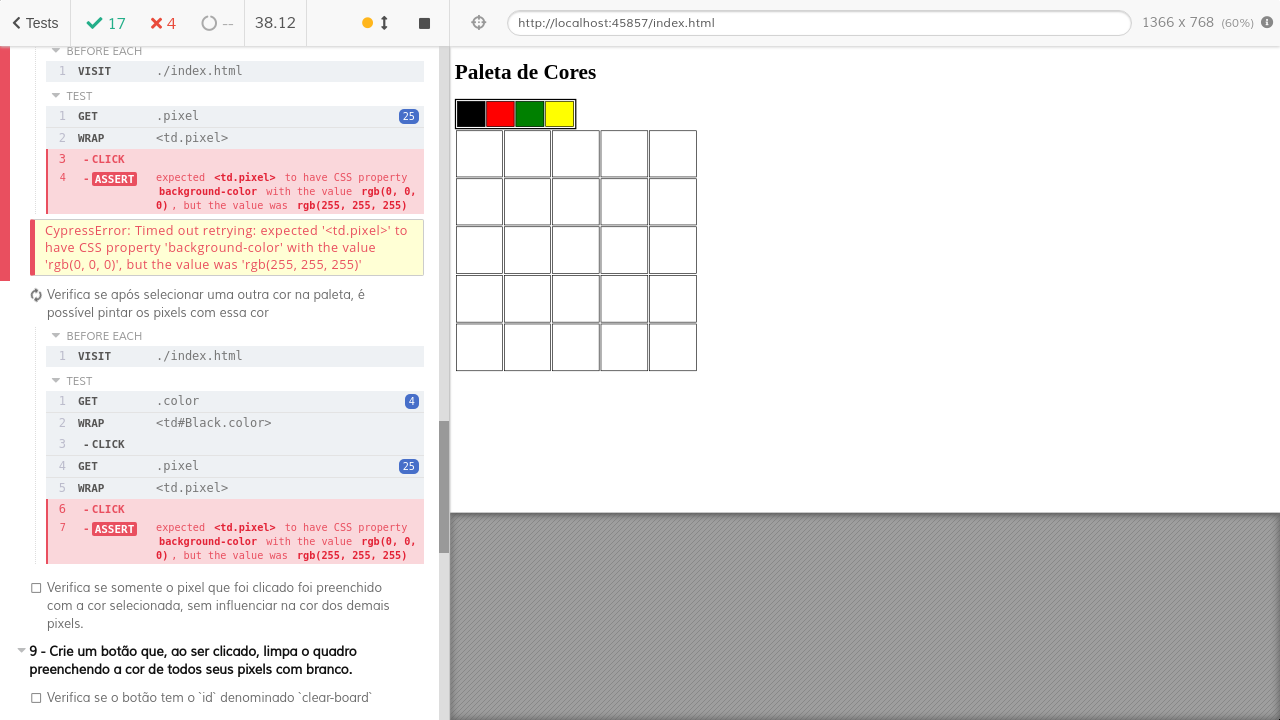 Tests
17
4
--
38.12
http://localhost:45857/index.html
1366 x 768 (60%)
BEFORE EACH
1 VISIT ./index.html
TEST
1 GET .pixel 25
2 WRAP <td.pixel>
3 - CLICK
4 - ASSERT expected <td.pixel> to have CSS property
background-color with the value rgb(0, 0,
0) , but the value was rgb(255, 255, 255)
CypressError: Timed out retrying: expected '<td.pixel>' to
have CSS property 'background-color' with the value
'rgb(0, 0, 0)', but the value was 'rgb(255, 255, 255)'
Verifica se após selecionar uma outra cor na paleta, é
possível pintar os pixels com essa cor
BEFORE EACH
1 VISIT ./index.html
TEST
1 GET .color 4
2 WRAP <td#Black.color>
3 - CLICK
4 GET .pixel 25
5 WRAP <td.pixel>
6 - CLICK
7 - ASSERT expected <td.pixel> to have CSS property
background-color with the value rgb(0, 0,
0) , but the value was rgb(255, 255, 255)
Verifica se somente o pixel que foi clicado foi preenchido
com a cor selecionada, sem influenciar na cor dos demais
pixels.
9 - Crie um botão que, ao ser clicado, limpa o quadro
preenchendo a cor de todos seus pixels com branco.
Verifica se o botão tem o `id` denominado `clear-board`
Paleta de Cores